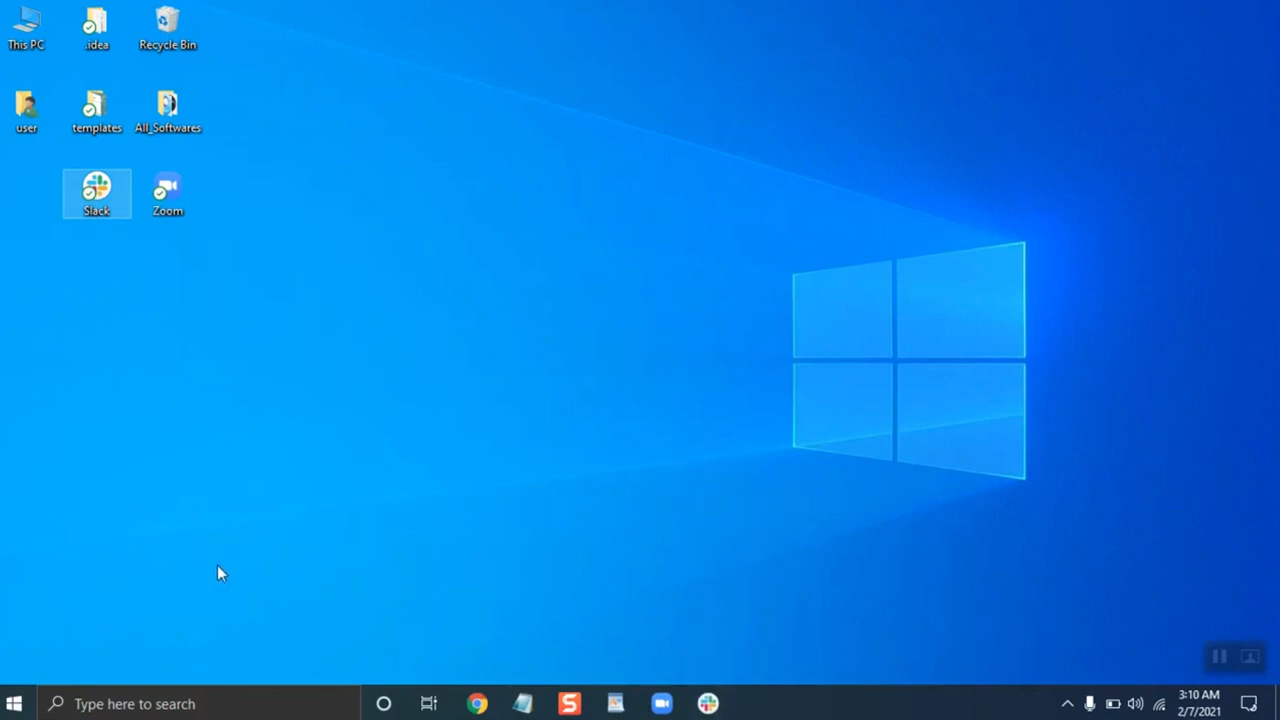 This PC
.idea
Recycle Bin
user
templates
All_Softwares
Slack
Zoom
Type here to search
3:10 AM
2/7/2021